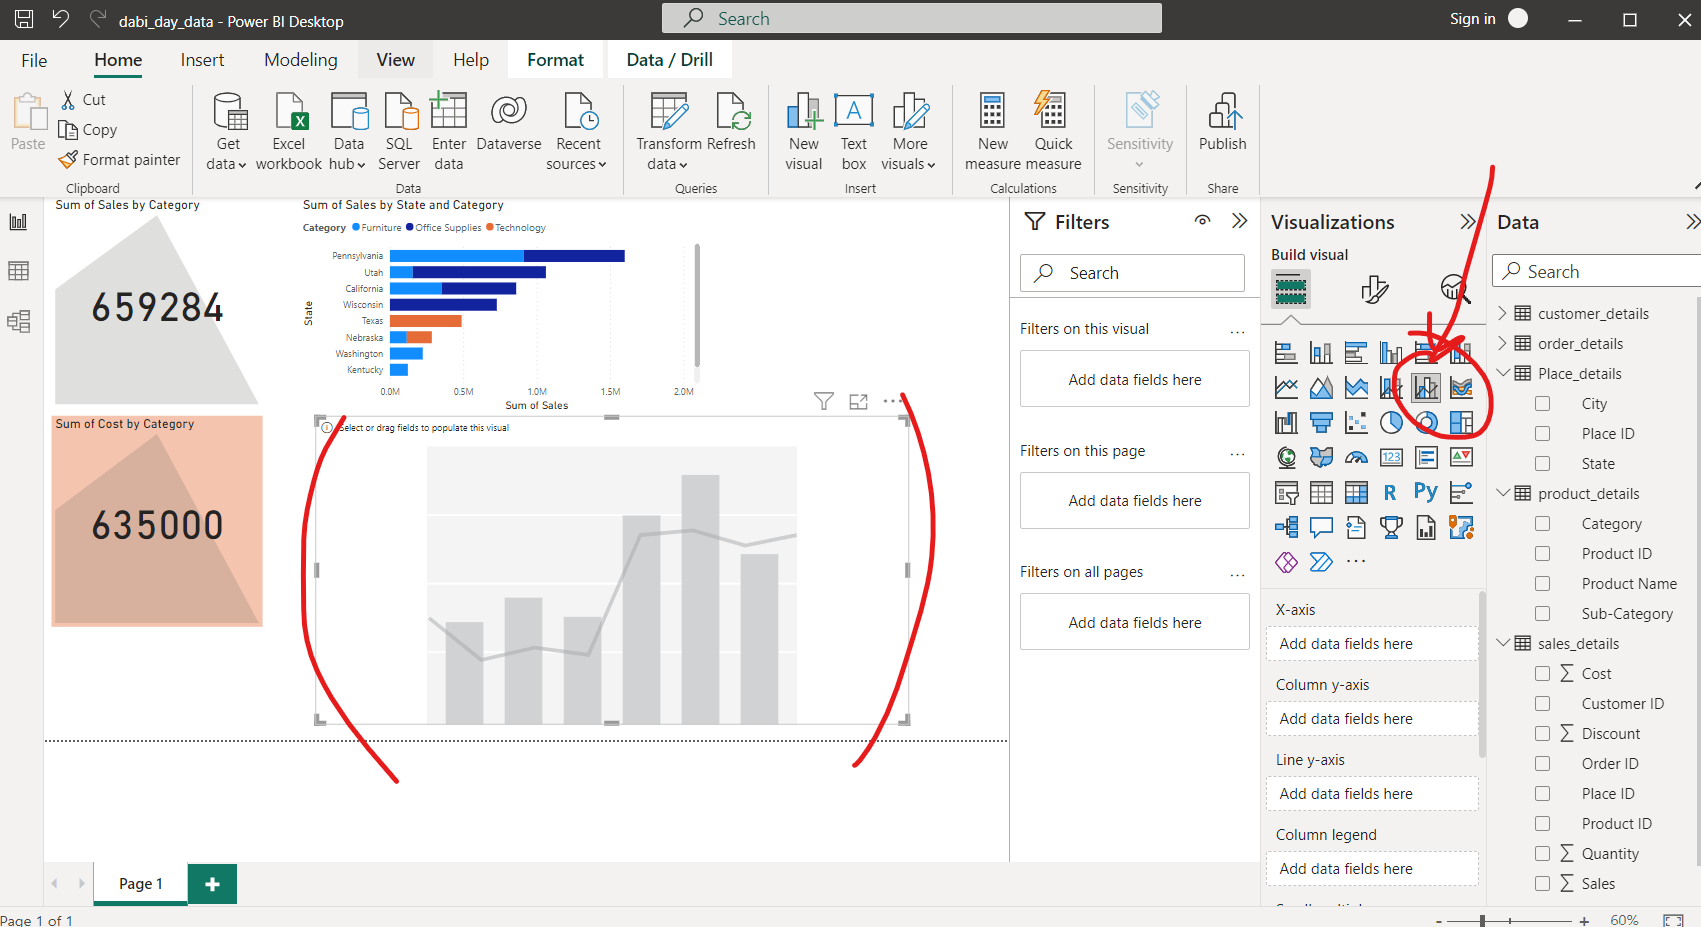 dabi_day_data - Power BI Desktop
Search
Sign in
File
Home
Insert
Modeling
View
Help
Format
Data / Drill
Paste
Cut
Copy
Format painter
Clipboard
Get data
Excel workbook
Data hub
SQL Server
Enter data
Dataverse
Recent sources
Data
Transform data
Refresh
Queries
New visual
Text box
More visuals
Insert
New measure
Quick measure
Calculations
Sensitivity
Sensitivity
Publish
Share
Sum of Sales by Category
659284
Sum of Cost by Category
635000
Sum of Sales by State and Category
Category Furniture Office Supplies Technology
State
Pennsylvania
Utah
California
Wisconsin
Texas
Nebraska
Washington
Kentucky
0.0M 0.5M 1.0M 1.5M 2.0M
Sum of Sales
Select or drag fields to populate this visual
Filters
Search
Filters on this visual
Add data fields here
Filters on this page
Add data fields here
Filters on all pages
Add data fields here
Visualizations
Build visual
123
R
Py
X-axis
Add data fields here
Column y-axis
Add data fields here
Line y-axis
Add data fields here
Column legend
Add data fields here
Data
Search
customer_details
order_details
Place_details
City
Place ID
State
product_details
Category
Product ID
Product Name
Sub-Category
sales_details
Cost
Customer ID
Discount
Order ID
Place ID
Product ID
Quantity
Sales
Page 1
Page 1 of 1
60%